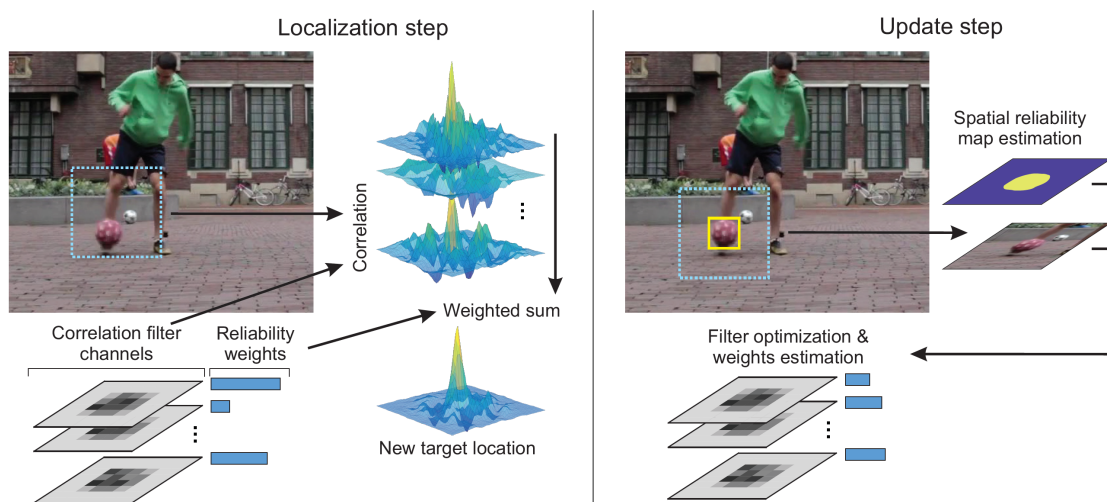 Localization step
Correlation
Weighted sum
Correlation filter
channels
Reliability
weights
New target location
Update step
Spatial reliability
map estimation
Filter optimization &
weights estimation